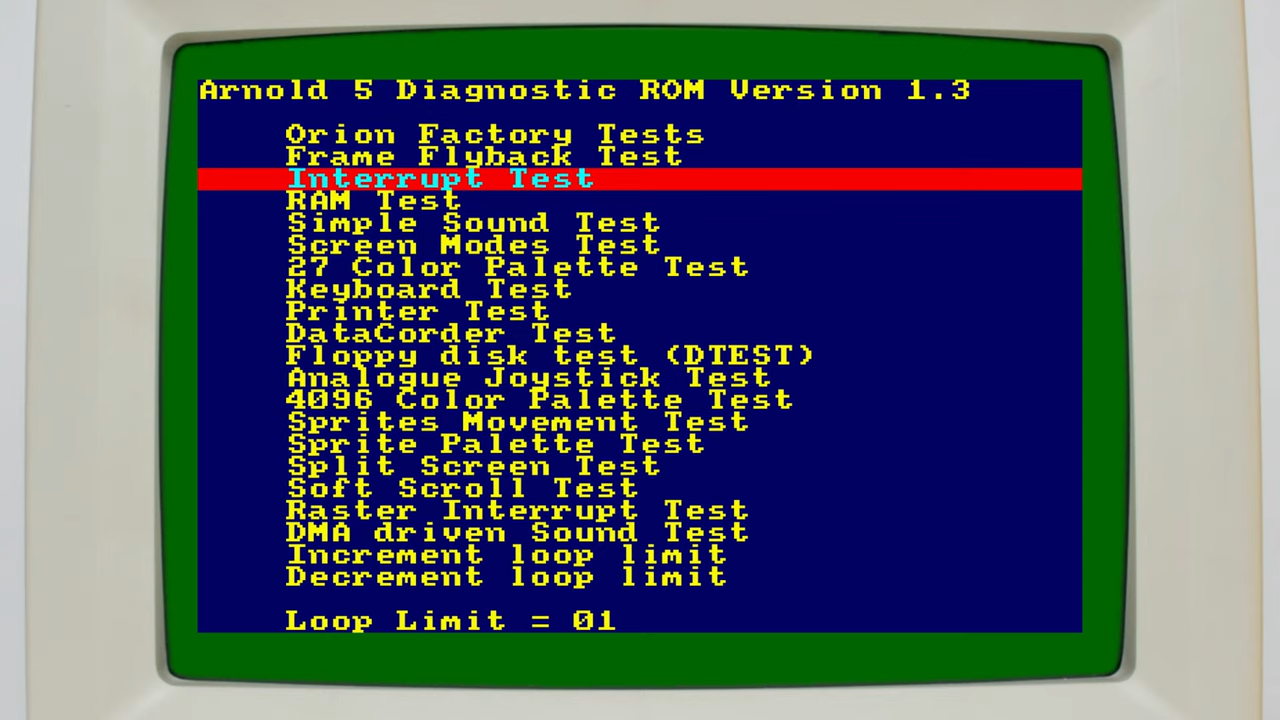 Arnold 5 Diagnostic ROM Version 1.3
Orion Factory Tests
Frame Flyback Test
Interrupt Test
RAM Test
Simple Sound Test
Screen Modes Test
27 Color Palette Test
Keyboard Test
Printer Test
DataCorder Test
Floppy disk test (DTEST)
Analogue Joystick Test
4096 Color Palette Test
Sprites Movement Test
Sprite Palette Test
Split Screen Test
Soft Scroll Test
Raster Interrupt Test
DMA driven Sound Test
Increment loop limit
Decrement loop limit
Loop Limit = 01